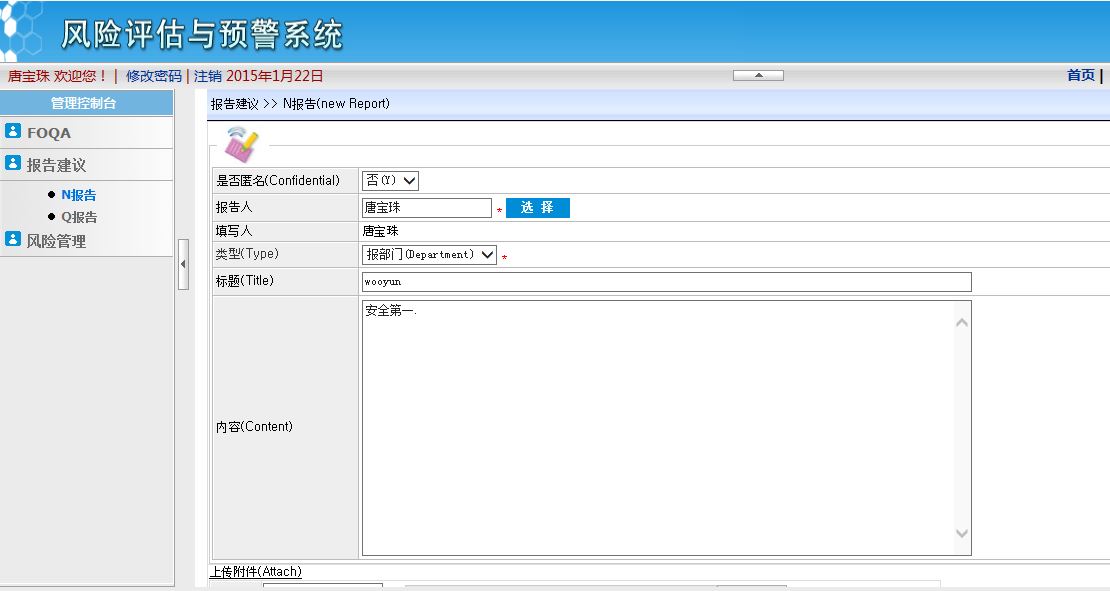 风险评估与预警系统
唐宝珠 欢迎您！ | 修改密码 | 注销 2015年1月22日 首页 |
管理控制台
报告建议 >> N报告(new Report)
FOQA
报告建议
N报告
Q报告
风险管理
是否匿名(Confidential) 否(Y)
报告人 唐宝珠 * 选 择
填写人 唐宝珠
类型(Type) 报部门(Department) *
标题(Title) wooyun
内容(Content) 安全第一.
上传附件(Attach)